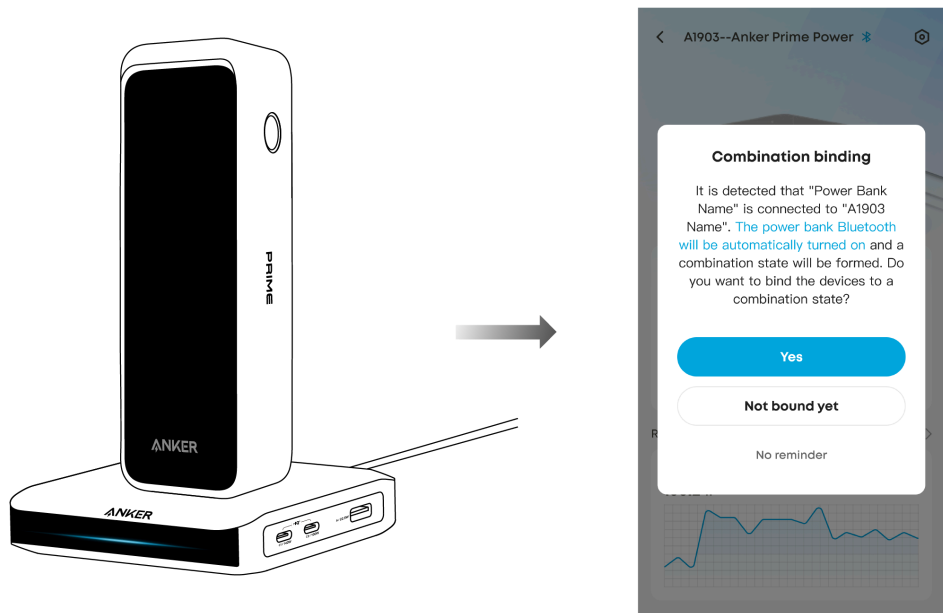 PRIME
ANKER
ANKER
A1903--Anker Prime Power
Combination binding
It is detected that "Power Bank
Name" is connected to "A1903
Name". The power bank Bluetooth
will be automatically turned on and a
combination state will be formed. Do
you want to bind the devices to a
combination state?
Yes
Not bound yet
R
No reminder